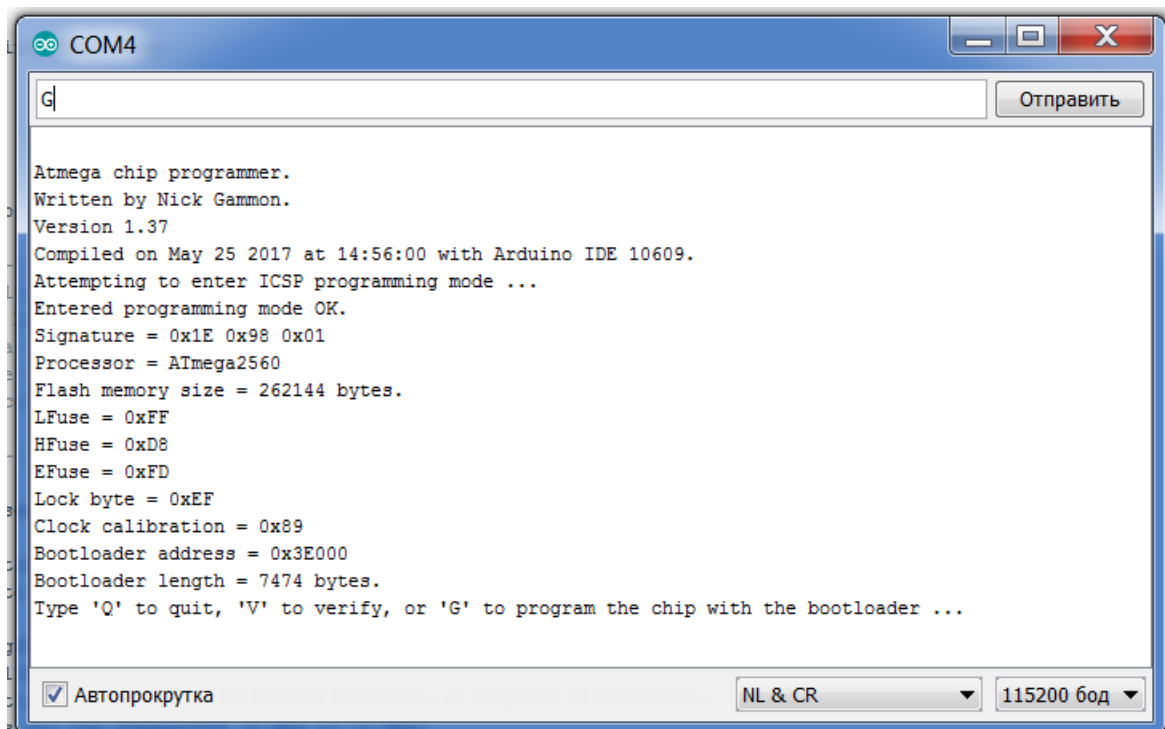 COM4
G
Отправить
Atmega chip programmer.
Written by Nick Gammon.
Version 1.37
Compiled on May 25 2017 at 14:56:00 with Arduino IDE 10609.
Attempting to enter ICSP programming mode ...
Entered programming mode OK.
Signature = 0x1E 0x98 0x01
Processor = ATmega2560
Flash memory size = 262144 bytes.
LFuse = 0xFF
HFuse = 0xD8
EFuse = 0xFD
Lock byte = 0xEF
Clock calibration = 0x89
Bootloader address = 0x3E000
Bootloader length = 7474 bytes.
Type 'Q' to quit, 'V' to verify, or 'G' to program the chip with the bootloader ...
Автопрокрутка
NL & CR
115200 бод